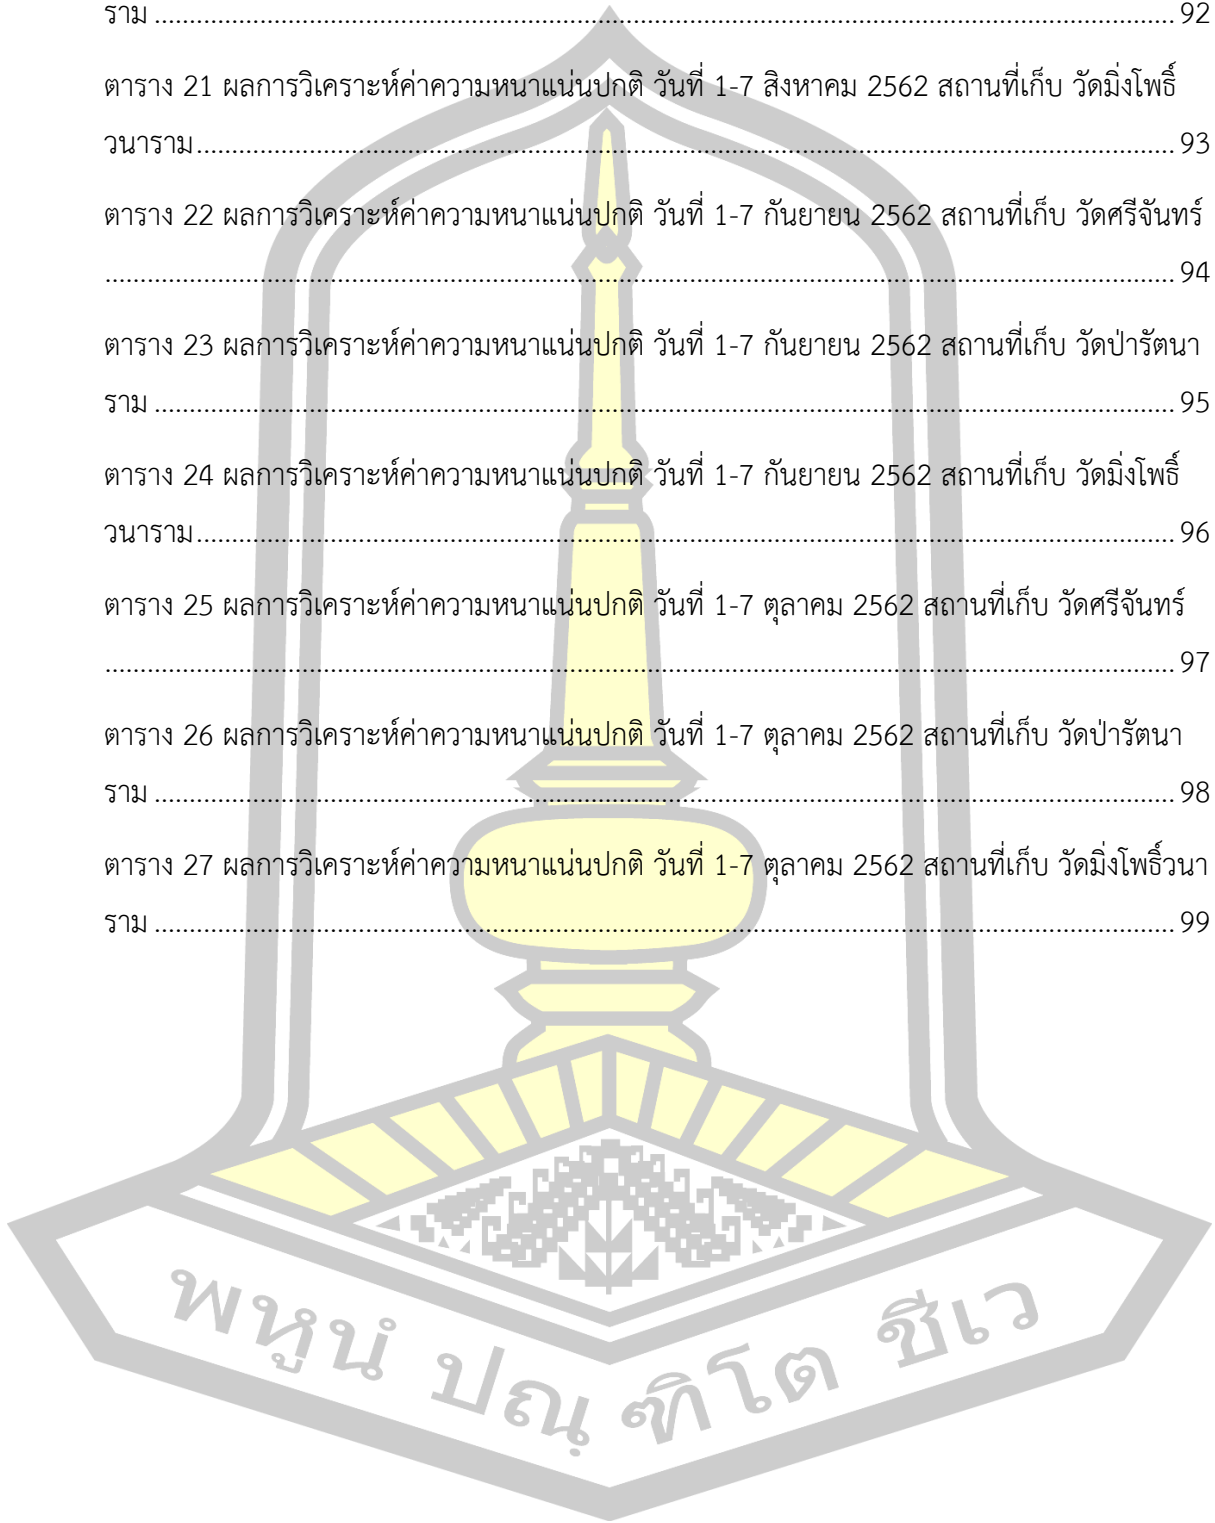 ราม ........................................................................................................ 92
ตาราง 21 ผลการวิเคราะห์ค่าความหนาแน่นปกติ วันที่ 1-7 สิงหาคม 2562 สถานที่เก็บ วัดมิ่งโพธิ์
วนาราม ........................................................................................................ 93
ตาราง 22 ผลการวิเคราะห์ค่าความหนาแน่นปกติ วันที่ 1-7 กันยายน 2562 สถานที่เก็บ วัดศรีจันทร์
........................................................................................................ 94
ตาราง 23 ผลการวิเคราะห์ค่าความหนาแน่นปกติ วันที่ 1-7 กันยายน 2562 สถานที่เก็บ วัดป่ารัตนา
ราม ........................................................................................................ 95
ตาราง 24 ผลการวิเคราะห์ค่าความหนาแน่นปกติ วันที่ 1-7 กันยายน 2562 สถานที่เก็บ วัดมิ่งโพธิ์
วนาราม ........................................................................................................ 96
ตาราง 25 ผลการวิเคราะห์ค่าความหนาแน่นปกติ วันที่ 1-7 ตุลาคม 2562 สถานที่เก็บ วัดศรีจันทร์
........................................................................................................ 97
ตาราง 26 ผลการวิเคราะห์ค่าความหนาแน่นปกติ วันที่ 1-7 ตุลาคม 2562 สถานที่เก็บ วัดป่ารัตนา
ราม ........................................................................................................ 98
ตาราง 27 ผลการวิเคราะห์ค่าความหนาแน่นปกติ วันที่ 1-7 ตุลาคม 2562 สถานที่เก็บ วัดมิ่งโพธิ์วนา
ราม ........................................................................................................ 99
พหูนํ ปณฺฑิโต ชีเว